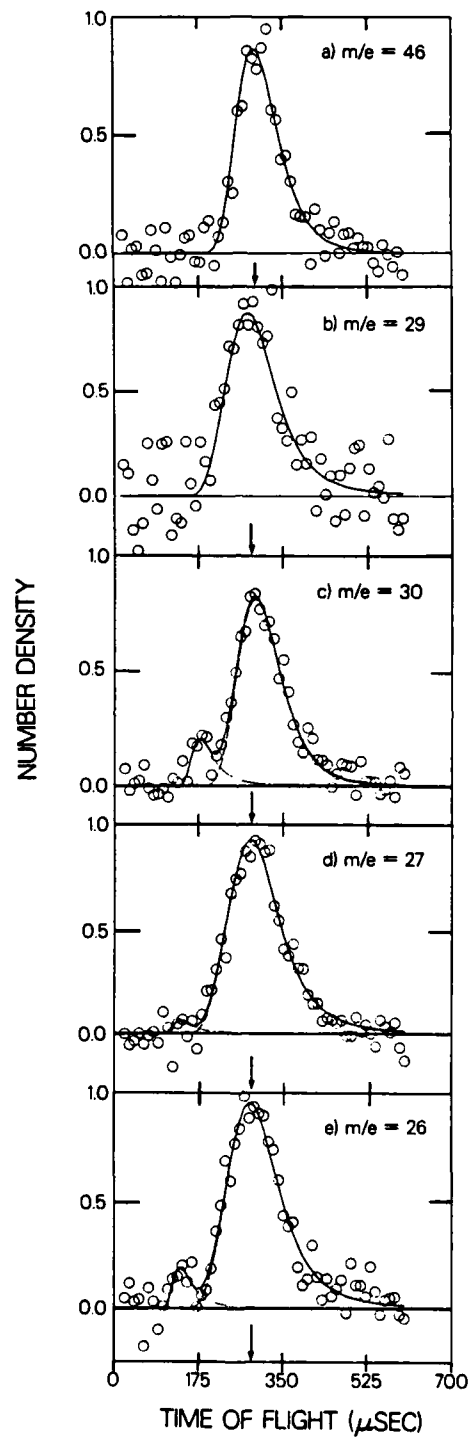 1.0
a) m/e = 46
0.5
0.0
1.0
b) m/e = 29
0.5
0.0
1.0
c) m/e = 30
0.5
0.0
1.0
d) m/e = 27
0.5
0.0
1.0
e) m/e = 26
0.5
0.0
NUMBER DENSITY
0 175 350 525 700
TIME OF FLIGHT (μSEC)